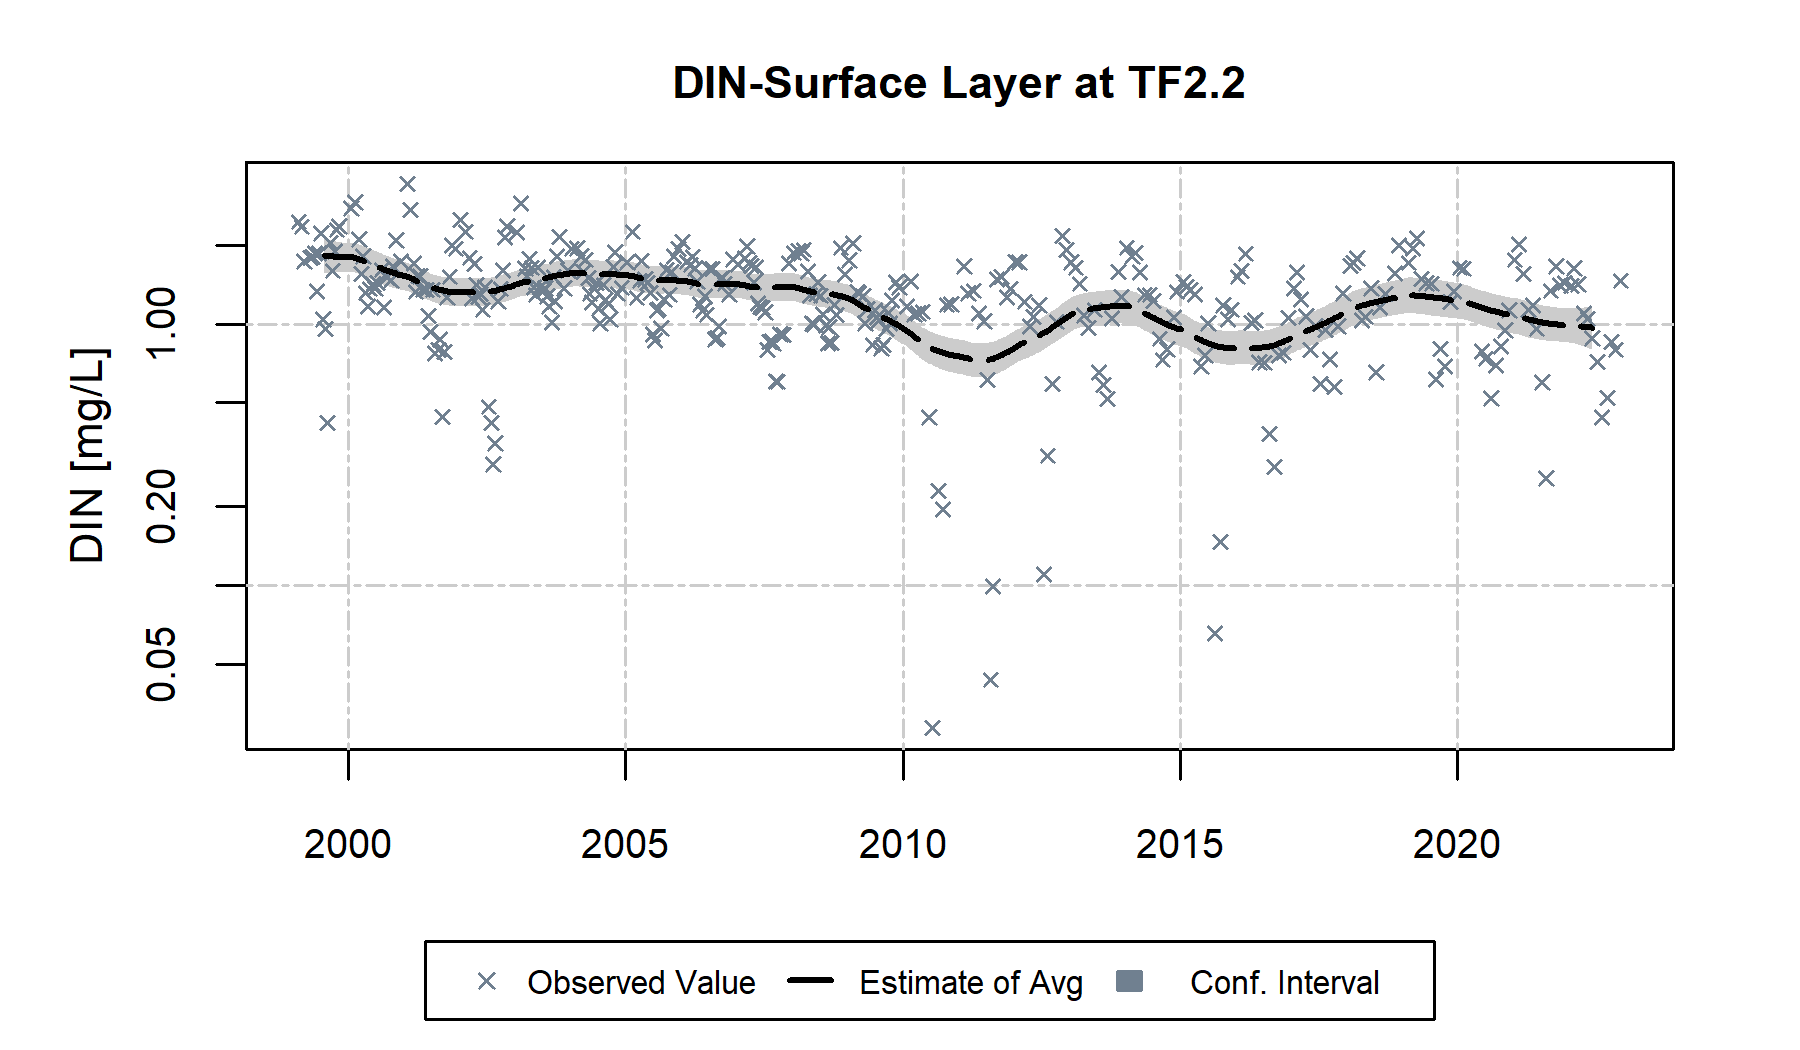 DIN-Surface Layer at TF2.2
DIN [mg/L]
1.00
0.20
0.05
2000 2005 2010 2015 2020
Observed Value Estimate of Avg Conf. Interval